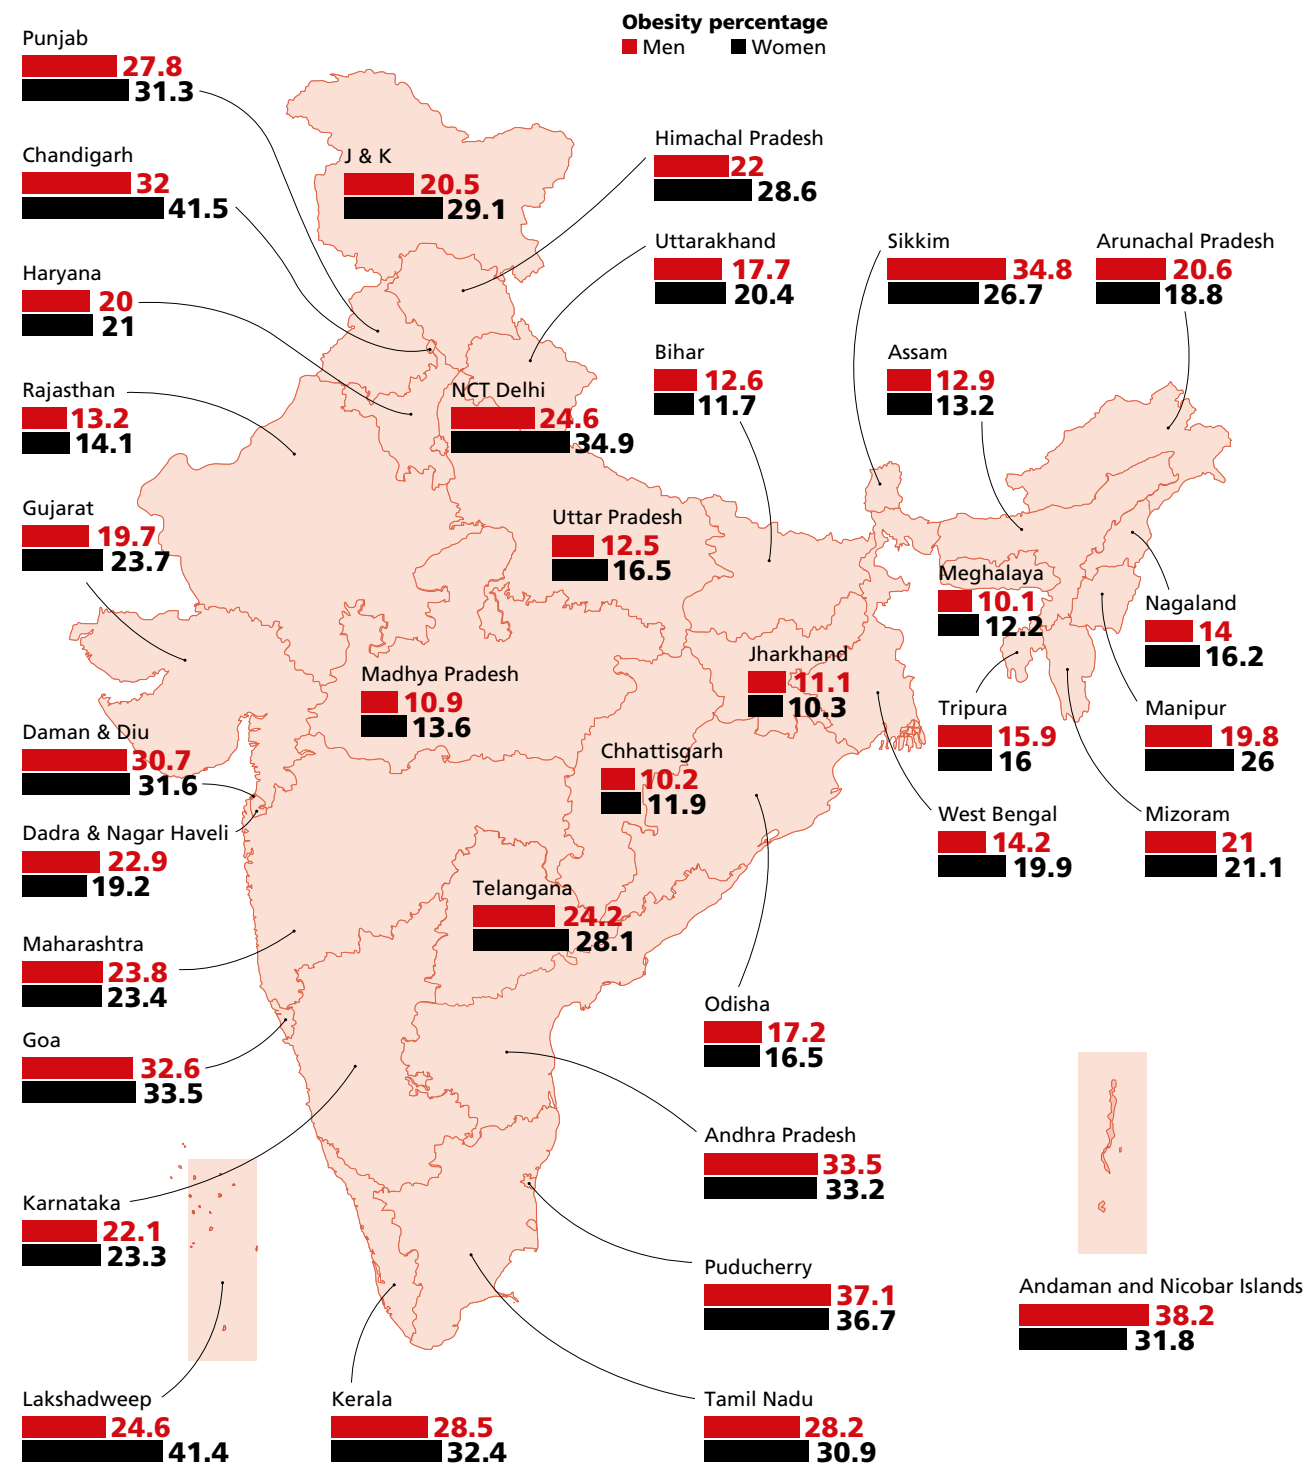 Obesity percentage
Men Women
Punjab
27.8
31.3
Chandigarh
32
41.5
Haryana
20
21
Rajasthan
13.2
14.1
Gujarat
19.7
23.7
Daman & Diu
30.7
31.6
Dadra & Nagar Haveli
22.9
19.2
Maharashtra
23.8
23.4
Goa
32.6
33.5
Karnataka
22.1
23.3
Lakshadweep
24.6
41.4
J & K
20.5
29.1
NCT Delhi
24.6
34.9
Uttar Pradesh
12.5
16.5
Madhya Pradesh
10.9
13.6
Chhattisgarh
10.2
11.9
Telangana
24.2
28.1
Kerala
28.5
32.4
Himachal Pradesh
22
28.6
Uttarakhand
17.7
20.4
Bihar
12.6
11.7
Jharkhand
11.1
10.3
Odisha
17.2
16.5
Andhra Pradesh
33.5
33.2
Puducherry
37.1
36.7
Tamil Nadu
28.2
30.9
Sikkim
34.8
26.7
Arunachal Pradesh
20.6
18.8
Assam
12.9
13.2
Meghalaya
10.1
12.2
Nagaland
14
16.2
Tripura
15.9
16
Manipur
19.8
26
West Bengal
14.2
19.9
Mizoram
21
21.1
Andaman and Nicobar Islands
38.2
31.8